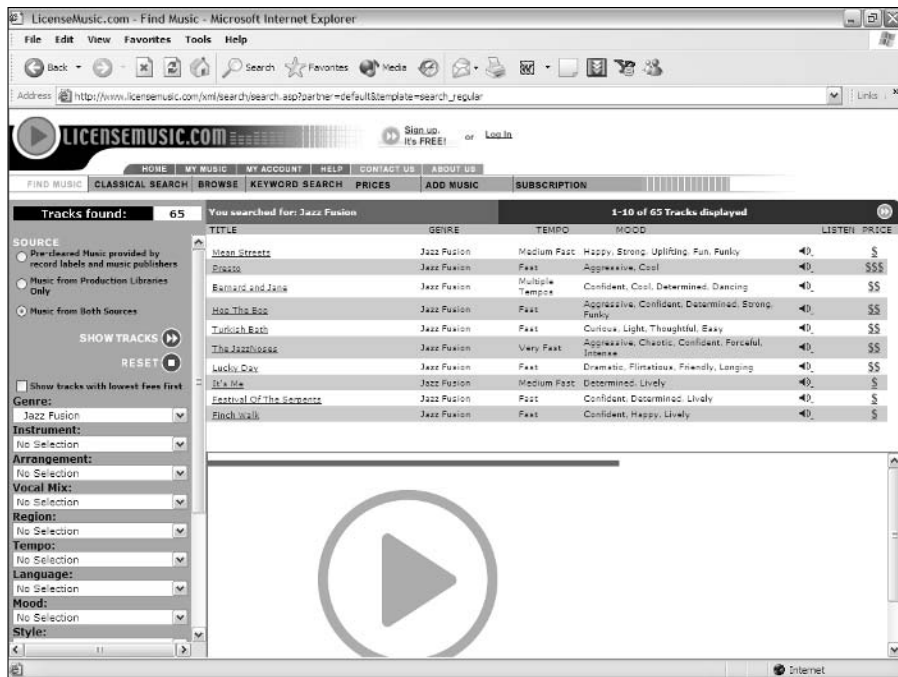 LicenseMusic.com - Find Music - Microsoft Internet Explorer
File Edit View Favorites Tools Help
Back Search Favorites Media
Address http://www.licensemusic.com/xml/search/search.asp?partner=default&template=search_regular Links
LICENSEMUSIC.COM Sign up. It's FREE! or Log In
HOME MY MUSIC MY ACCOUNT HELP CONTACT US ABOUT US
FIND MUSIC CLASSICAL SEARCH BROWSE KEYWORD SEARCH PRICES ADD MUSIC SUBSCRIPTION
Tracks found: 65
SOURCE
Pre-cleared Music provided by
record labels and music publishers
Music from Production Libraries
Only
Music from Both Sources
SHOW TRACKS
RESET
Show tracks with lowest fees first
Genre:
Jazz Fusion
Instrument:
No Selection
Arrangement:
No Selection
Vocal Mix:
No Selection
Region:
No Selection
Tempo:
No Selection
Language:
No Selection
Mood:
No Selection
Style:
You searched for: Jazz Fusion 1-10 of 65 Tracks displayed
TITLE GENRE TEMPO MOOD LISTEN PRICE
Mean Streets Jazz Fusion Medium Fast Happy, Strong, Uplifting, Fun, Funky $
Presto Jazz Fusion Fast Aggressive, Cool $$$
Barnard and Jane Jazz Fusion Multiple Tempos Confident, Cool, Determined, Dancing $$
Hop The Bop Jazz Fusion Fast Aggressive, Confident, Determined, Strong, Funky $$
Turkish Bath Jazz Fusion Fast Curious, Light, Thoughtful, Easy $$
The JazzNoses Jazz Fusion Very Fast Aggressive, Chaotic, Confident, Forceful, Intense $$
Lucky Day Jazz Fusion Fast Dramatic, Flirtatious, Friendly, Longing $$
It's Me Jazz Fusion Medium Fast Determined, Lively $
Festival Of The Serpents Jazz Fusion Fast Confident, Determined, Lively $
Finch Walk Jazz Fusion Fast Confident, Happy, Lively $
Internet